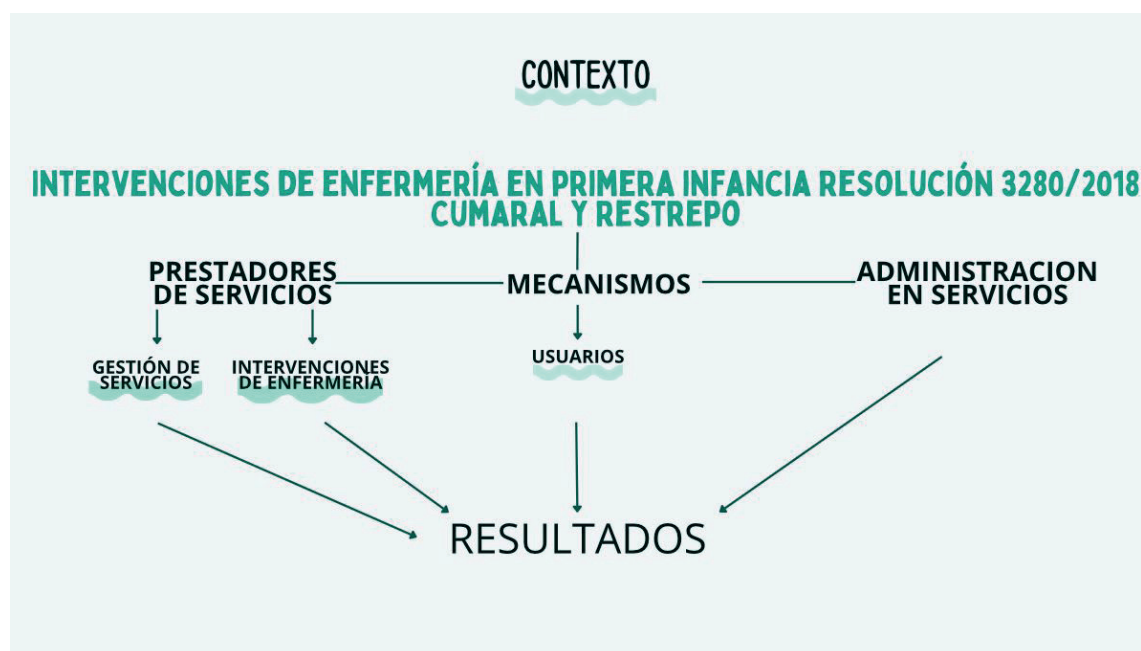 CONTEXTO
INTERVENCIONES DE ENFERMERÍA EN PRIMERA INFANCIA RESOLUCIÓN 3280/2018
CUMARAL Y RESTREPO
PRESTADORES
DE SERVICIOS
MECANISMOS
ADMINISTRACION
EN SERVICIOS
GESTIÓN DE
SERVICIOS
INTERVENCIONES
DE ENFERMERÍA
USUARIOS
RESULTADOS